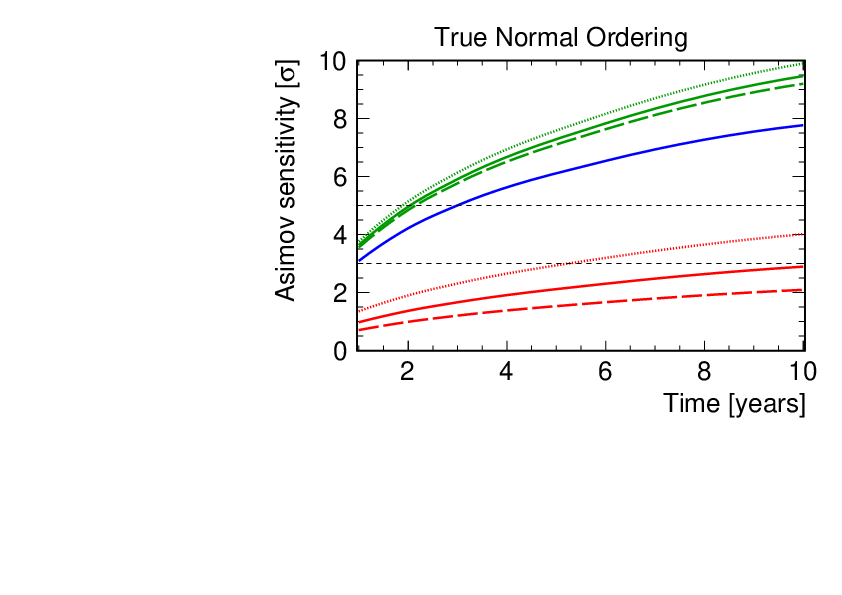 True Normal Ordering
Asimov sensitivity [σ]
10
8
6
4
2
0
2 4 6 8 10
Time [years]